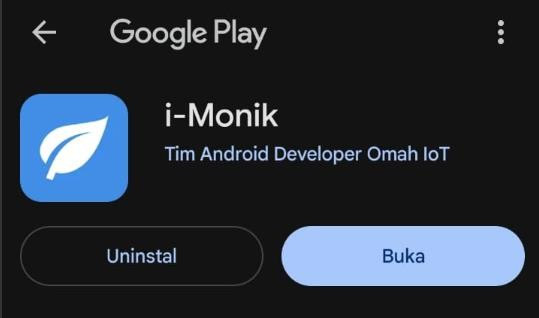 Google Play
i-Monik
Tim Android Developer Omah IoT
Uninstal
Buka